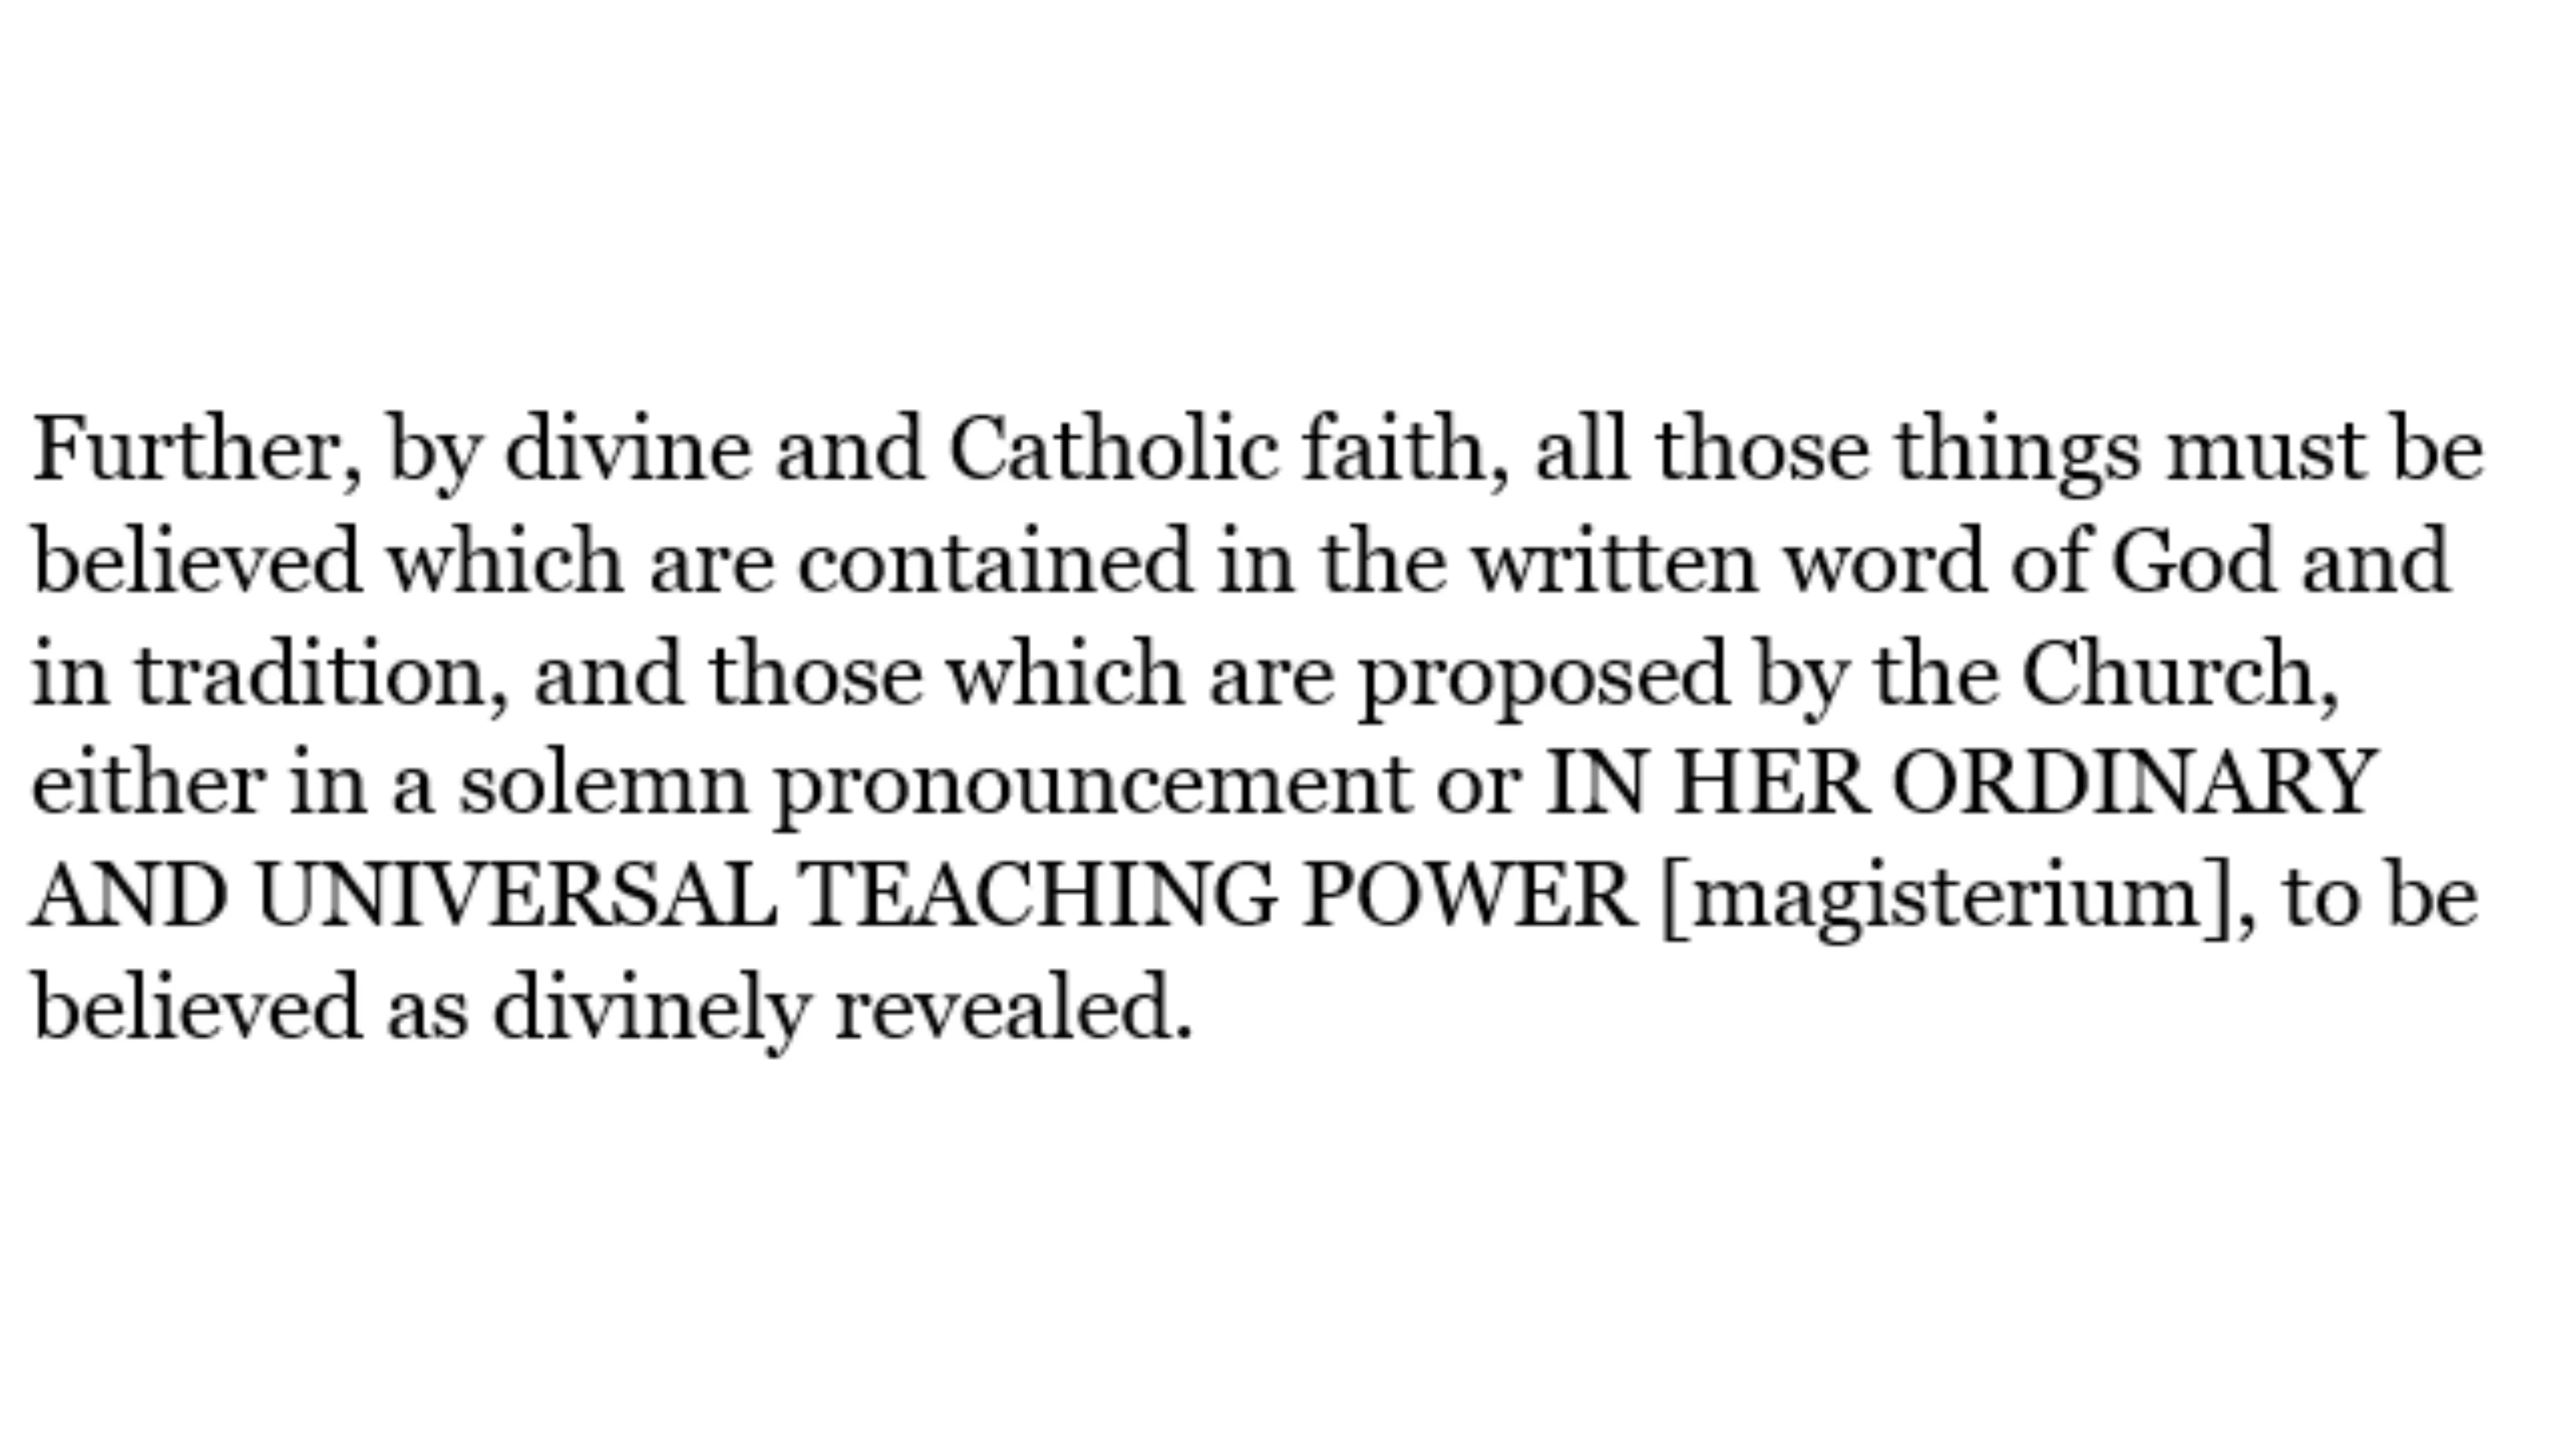 Further, by divine and Catholic faith, all those things must be
believed which are contained in the written word of God and
in tradition, and those which are proposed by the Church,
either in a solemn pronouncement or IN HER ORDINARY
AND UNIVERSAL TEACHING POWER [magisterium], to be
believed as divinely revealed.